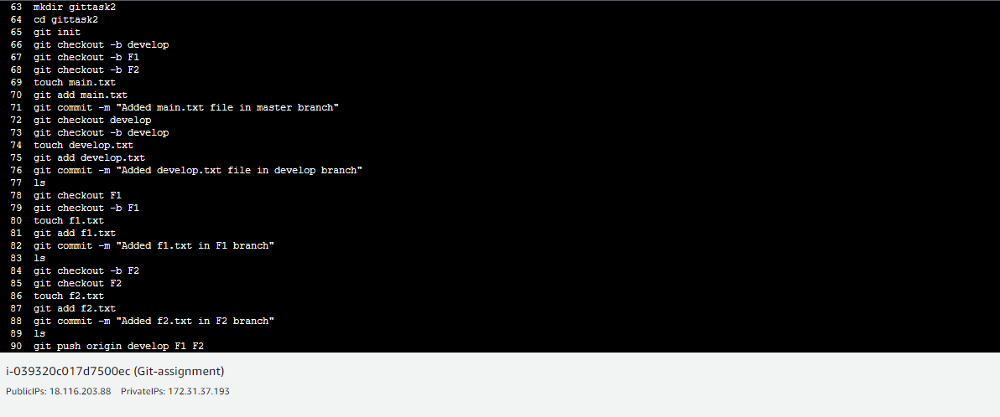 63 mkdir gittask2
64 cd gittask2
65 git init
66 git checkout -b develop
67 git checkout -b F1
68 git checkout -b F2
69 touch main.txt
70 git add main.txt
71 git commit -m "Added main.txt file in master branch"
72 git checkout develop
73 git checkout -b develop
74 touch develop.txt
75 git add develop.txt
76 git commit -m "Added develop.txt file in develop branch"
77 ls
78 git checkout F1
79 git checkout -b F1
80 touch f1.txt
81 git add f1.txt
82 git commit -m "Added f1.txt in F1 branch"
83 ls
84 git checkout -b F2
85 git checkout F2
86 touch f2.txt
87 git add f2.txt
88 git commit -m "Added f2.txt in F2 branch"
89 ls
90 git push origin develop F1 F2
i-039320c017d7500ec (Git-assignment)
PublicIPs: 18.116.203.88 PrivateIPs: 172.31.37.193